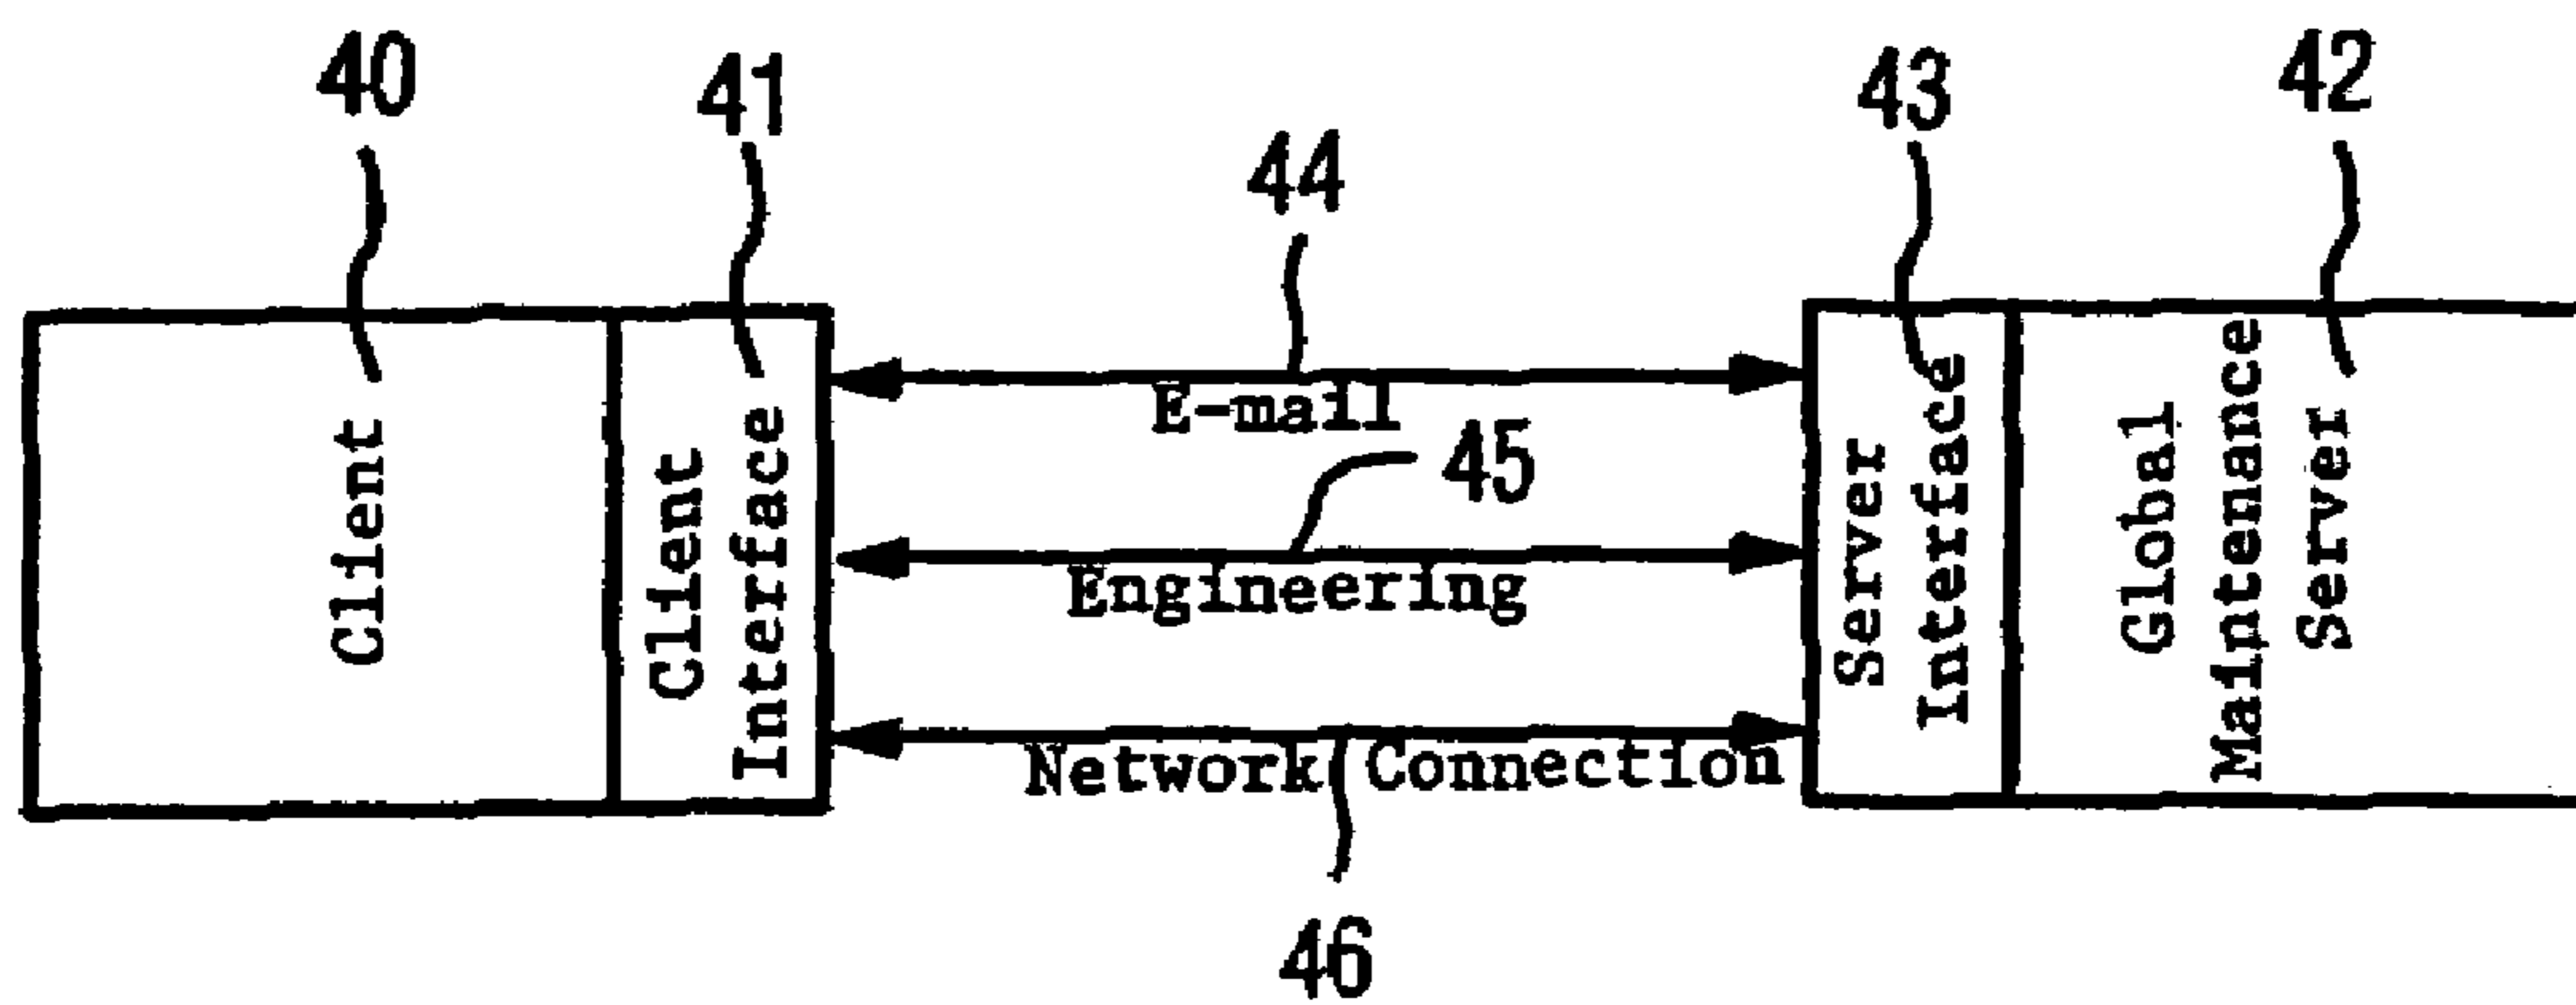 40
41
44
43
42
Client
Client
Interface
E-mail
45
Engineering
Network Connection
46
Server
Interface
Global
Maintenance
Server